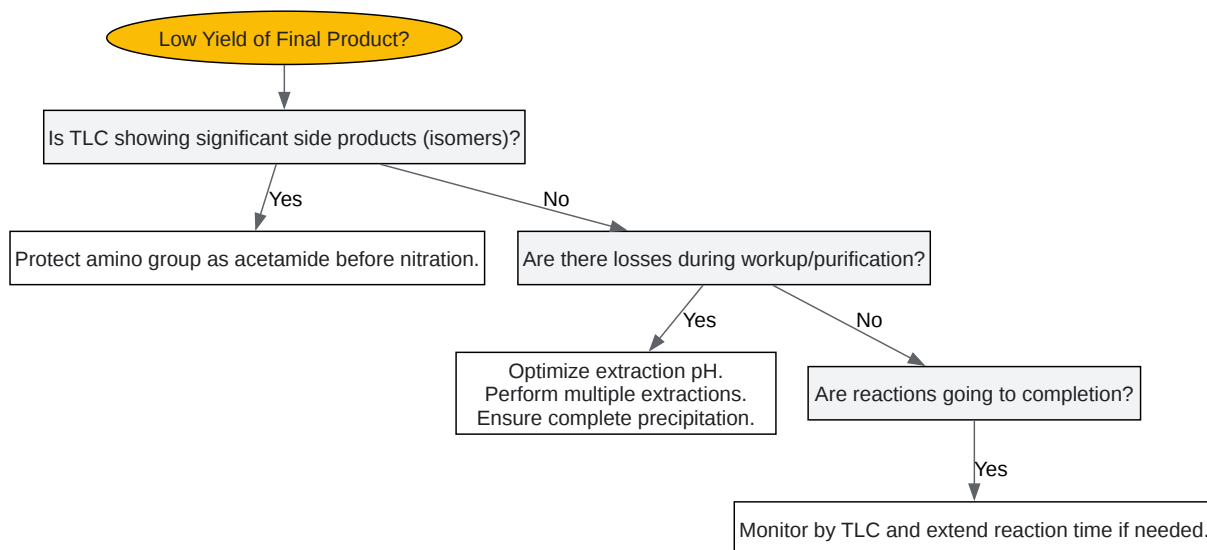 Low Yield of Final Product?
Is TLC showing significant side products (isomers)?
Yes
No
Protect amino group as acetamide before nitration.
Are there losses during workup/purification?
Yes
No
Optimize extraction pH.
Perform multiple extractions.
Ensure complete precipitation.
Are reactions going to completion?
Yes
Monitor by TLC and extend reaction time if needed.